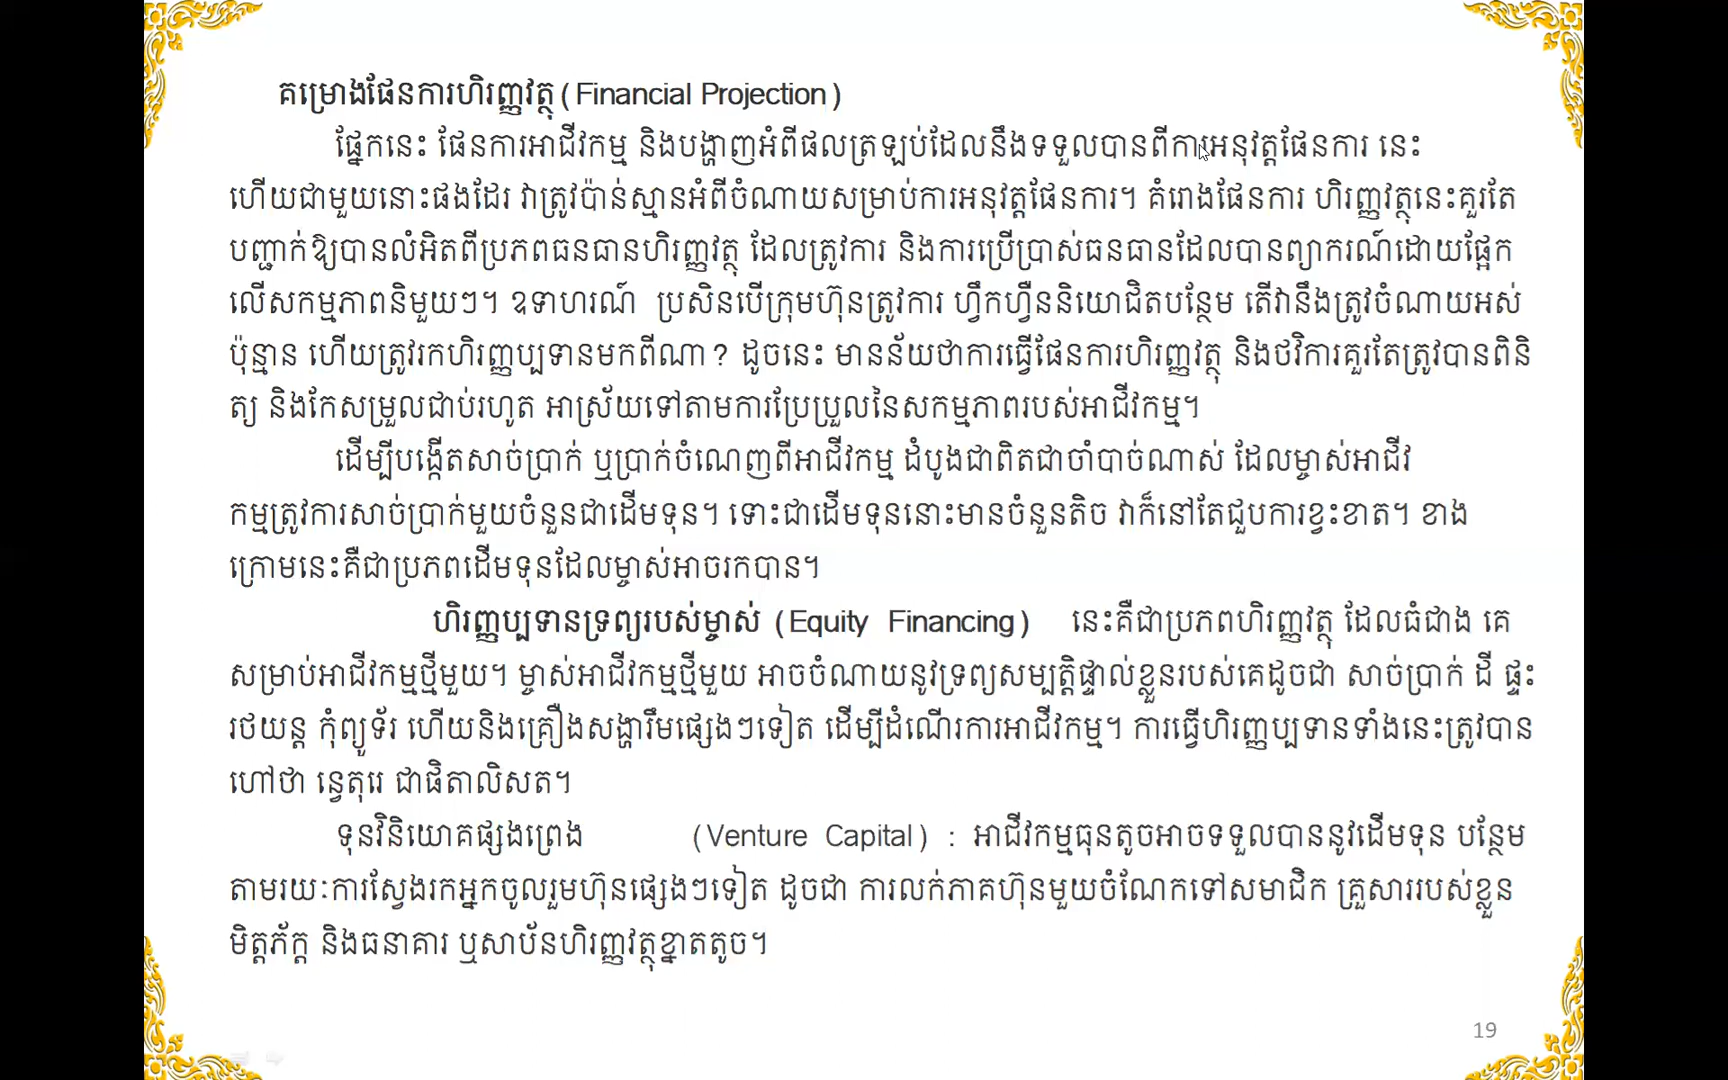 គម្រោងផែនការហិរញ្ញវត្ថុ (Financial Projection)
ផ្នែកនេះ ផែនការអាជីវកម្ម និងបង្ហាញអំពីផលត្រឡប់ដែលនឹងទទួលបានពីការអនុវត្តផែនការ នេះ
ហើយជាមួយនោះផងដែរ វាត្រូវប៉ាន់ស្មានអំពីចំណាយសម្រាប់ការអនុវត្តផែនការ។ គំរោងផែនការ ហិរញ្ញវត្ថុនេះគួរតែ
បញ្ជាក់ឱ្យបានលំអិតពីប្រភពធនធានហិរញ្ញវត្ថុ ដែលត្រូវការ និងការប្រើប្រាស់ធនធានដែលបានព្យាករណ៍ដោយផ្អែក
លើសកម្មភាពនិមួយៗ។ ឧទាហរណ៍ ប្រសិនបើក្រុមហ៊ុនត្រូវការ ហ្វឹកហ្វឺននិយោជិតបន្ថែម តើវានឹងត្រូវចំណាយអស់
ប៉ុន្មាន ហើយត្រូវរកហិរញ្ញប្បទានមកពីណា? ដូចនេះ មានន័យថាការធ្វើផែនការហិរញ្ញវត្ថុ និងថវិការគួរតែត្រូវបានពិនិ
ត្យ និងកែសម្រួលជាប់រហូត អាស្រ័យទៅតាមការប្រែប្រួលនៃសកម្មភាពរបស់អាជីវកម្ម។
ដើម្បីបង្កើតសាច់ប្រាក់ ឬប្រាក់ចំណេញពីអាជីវកម្ម ដំបូងជាពិតជាចាំបាច់ណាស់ ដែលម្ចាស់អាជីវ
កម្មត្រូវការសាច់ប្រាក់មួយចំនួនជាដើមទុន។ ទោះជាដើមទុននោះមានចំនួនតិច វាក៏នៅតែជួបការខ្វះខាត។ ខាង
ក្រោមនេះគឺជាប្រភពដើមទុនដែលម្ចាស់អាចរកបាន។
ហិរញ្ញប្បទានទ្រព្យរបស់ម្ចាស់ (Equity Financing) នេះគឺជាប្រភពហិរញ្ញវត្ថុ ដែលធំជាង គេ
សម្រាប់អាជីវកម្មថ្មីមួយ។ ម្ចាស់អាជីវកម្មថ្មីមួយ អាចចំណាយនូវទ្រព្យសម្បត្តិផ្ទាល់ខ្លួនរបស់គេដូចជា សាច់ប្រាក់ ដី ផ្ទះ
រថយន្ត កុំព្យូទ័រ ហើយនិងគ្រឿងសង្ហារឹមផ្សេងៗទៀត ដើម្បីដំណើរការអាជីវកម្ម។ ការធ្វើហិរញ្ញប្បទានទាំងនេះត្រូវបាន
ហៅថា ន្វេតុរេ ជាផិតាលិសត។
ទុនវិនិយោគផ្សងព្រេង (Venture Capital) : អាជីវកម្មធុនតូចអាចទទួលបាននូវដើមទុន បន្ថែម
តាមរយៈការស្វែងរកអ្នកចូលរួមហ៊ុនផ្សេងៗទៀត ដូចជា ការលក់ភាគហ៊ុនមួយចំណែកទៅសមាជិក គ្រួសាររបស់ខ្លួន
មិត្តភ័ក្ត និងធនាគារ ឬសាប័នហិរញ្ញវត្ថុខ្នាតតូច។
19